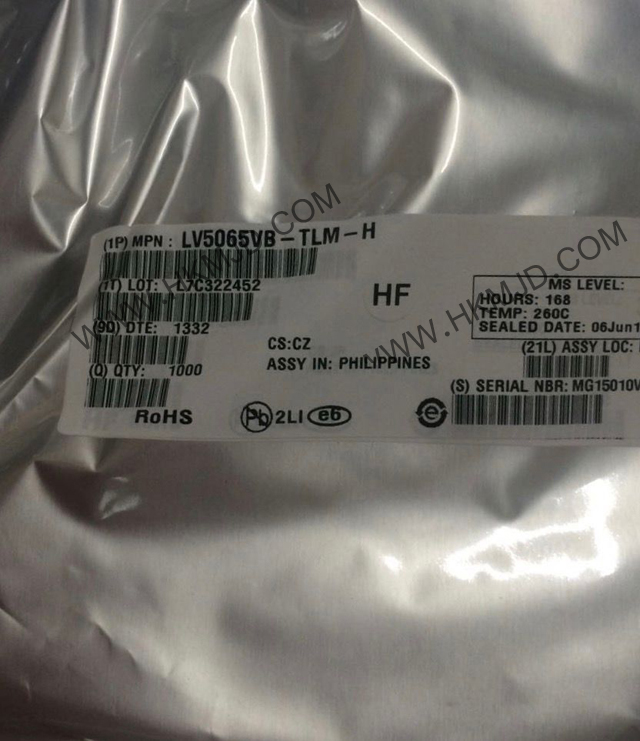 (1P) MPN : LV5065VB-TLM-H
(1T) LOT: L7C322452
HF
MS LEVEL:
HOURS: 168
TEMP: 260C
SEALED DATE: 06Jun1
(9D) DTE: 1332
CS:CZ
(21L) ASSY LOC:
(Q) QTY: 1000
ASSY IN: PHILIPPINES
(S) SERIAL NBR: MG15010
RoHS
Pb
2LI
e6
e
WWW.HKMJD.COM
WWW.HKMJD.COM